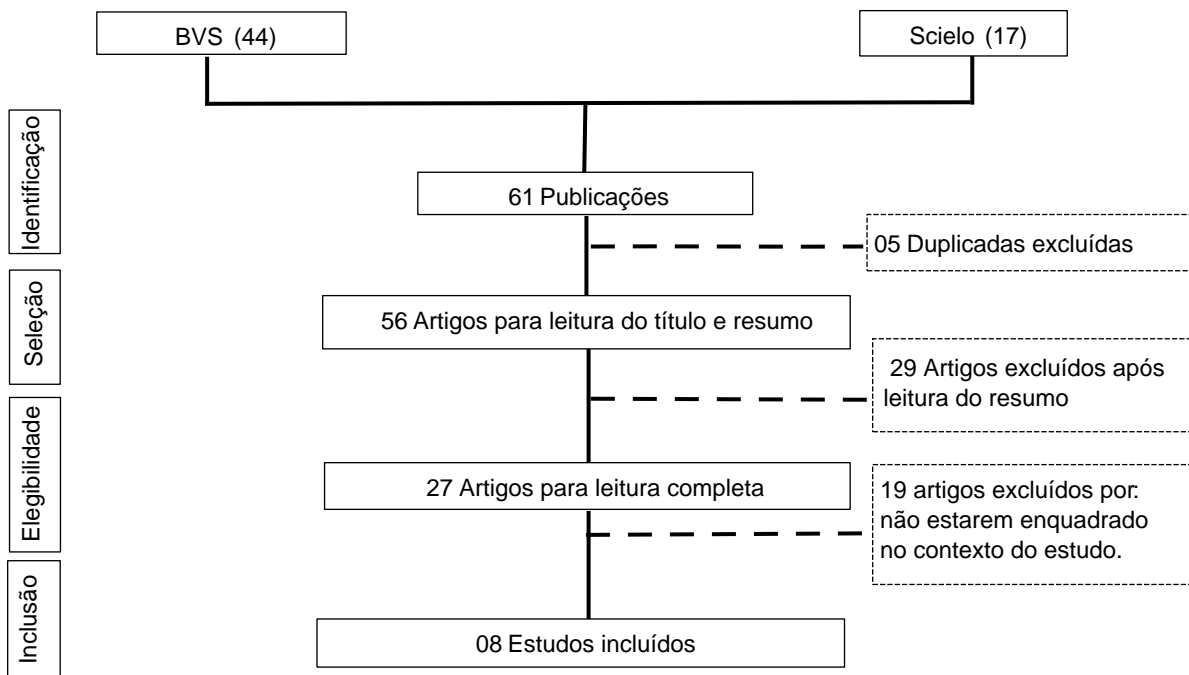 BVS (44)
Scielo (17)
Identificação
61 Publicações
05 Duplicadas excluídas
Seleção
56 Artigos para leitura do título e resumo
29 Artigos excluídos após
leitura do resumo
Elegibilidade
27 Artigos para leitura completa
19 artigos excluídos por:
não estarem enquadrado
no contexto do estudo.
Inclusão
08 Estudos incluídos